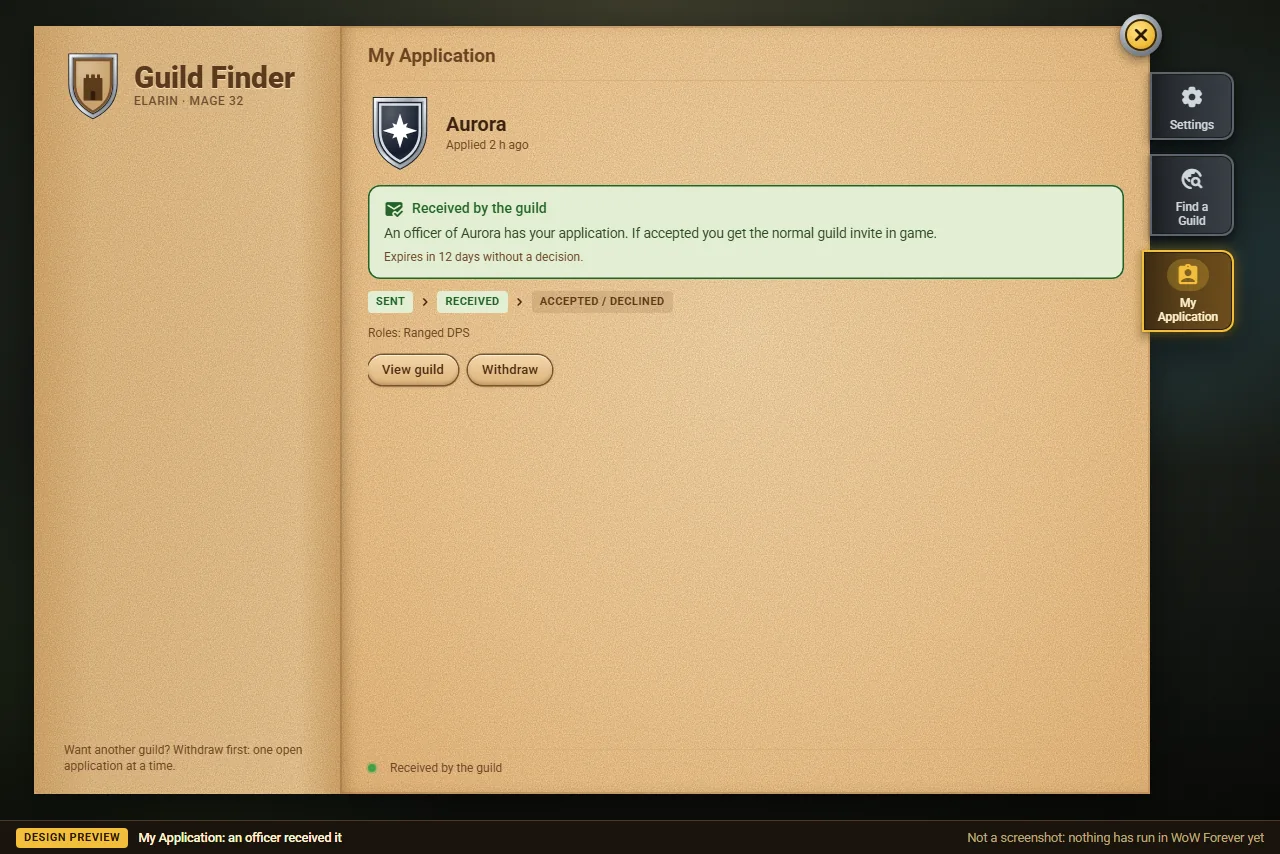 Guild Finder
ELARIN · MAGE 32
Want another guild? Withdraw first: one open
application at a time.
My Application
Aurora
Applied 2 h ago
Received by the guild
An officer of Aurora has your application. If accepted you get the normal guild invite in game.
Expires in 12 days without a decision.
SENT › RECEIVED › ACCEPTED / DECLINED
Roles: Ranged DPS
View guild Withdraw
Received by the guild
Settings
Find a
Guild
My
Application
DESIGN PREVIEW My Application: an officer received it Not a screenshot: nothing has run in WoW Forever yet